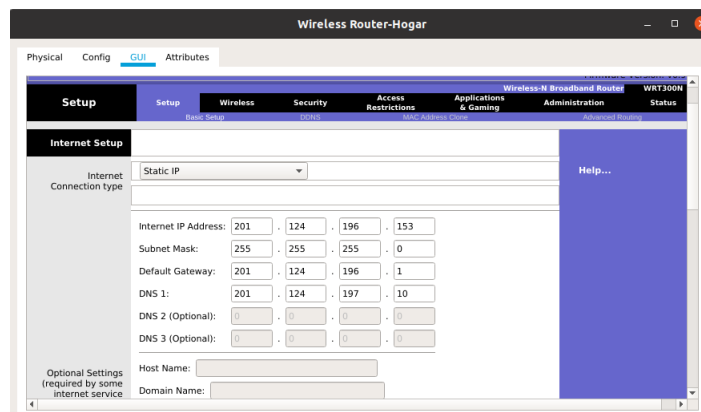 Wireless Router-Hogar
Physical Config GUI Attributes
Wireless-N Broadband Router WRT300N
Setup
Setup Wireless Security Access Restrictions Applications & Gaming Administration Status
Basic Setup DDNS MAC Address Clone Advanced Routing
Internet Setup
Internet Connection type
Static IP
Help...
Internet IP Address: 201 . 124 . 196 . 153
Subnet Mask: 255 . 255 . 255 . 0
Default Gateway: 201 . 124 . 196 . 1
DNS 1: 201 . 124 . 197 . 10
DNS 2 (Optional): 0 . 0 . 0 . 0
DNS 3 (Optional): 0 . 0 . 0 . 0
Optional Settings
(required by some
internet service
Host Name:
Domain Name: